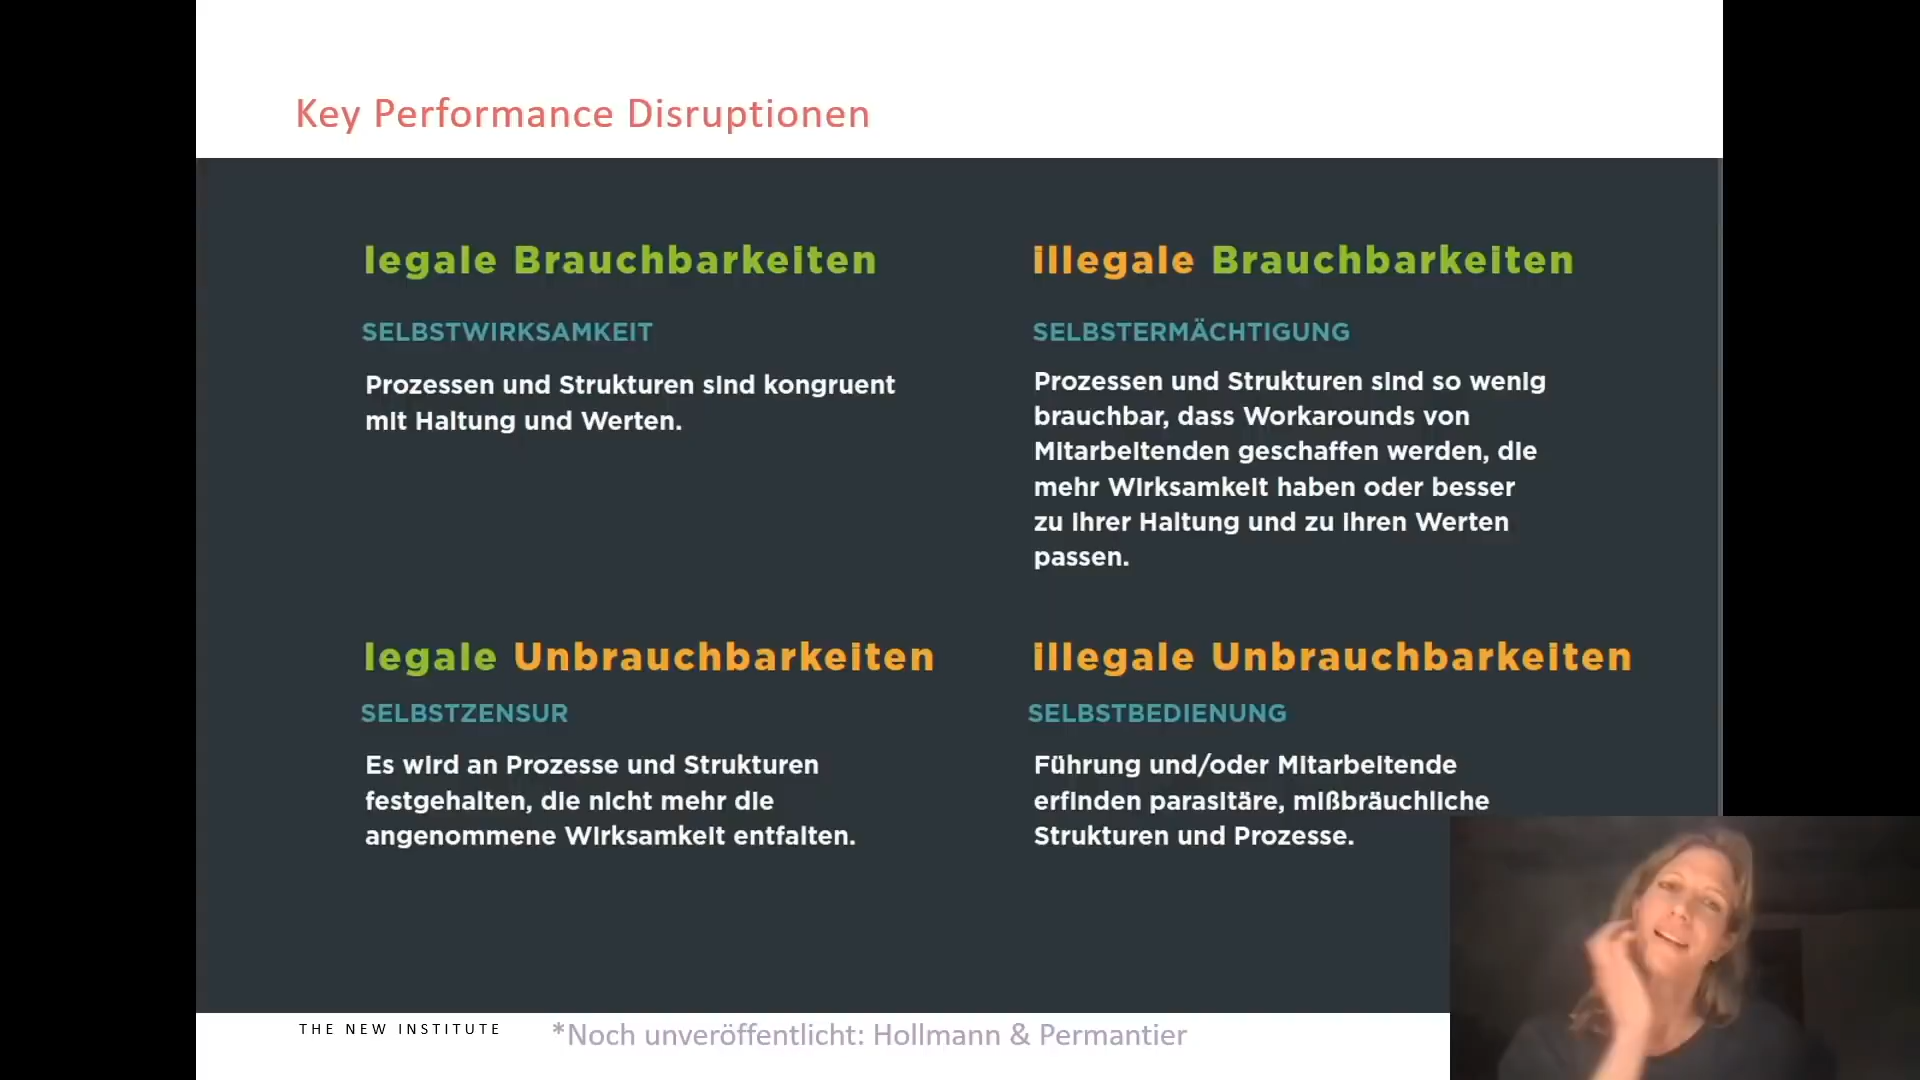 Key Performance Disruptionen
legale Brauchbarkeiten
SELBSTWIRKSAMKEIT
Prozessen und Strukturen sind kongruent
mit Haltung und Werten.
illegale Brauchbarkeiten
SELBSTERMÄCHTIGUNG
Prozessen und Strukturen sind so wenig
brauchbar, dass Workarounds von
Mitarbeitenden geschaffen werden, die
mehr Wirksamkeit haben oder besser
zu Ihrer Haltung und zu Ihren Werten
passen.
legale Unbrauchbarkeiten
SELBSTZENSUR
Es wird an Prozesse und Strukturen
festgehalten, die nicht mehr die
angenommene Wirksamkeit entfalten.
illegale Unbrauchbarkeiten
SELBSTBEDIENUNG
Führung und/oder Mitarbeitende
erfinden parasitäre, mißbräuchliche
Strukturen und Prozesse.
THE NEW INSTITUTE
*Noch unveröffentlicht: Hollmann & Permantier